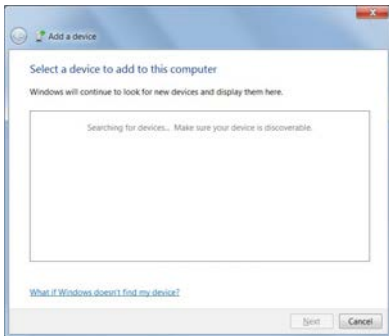 Add a device
Select a device to add to this computer
Windows will continue to look for new devices and display them here.
Searching for devices... Make sure your device is discoverable.
What if Windows doesn't find my device?
Next
Cancel